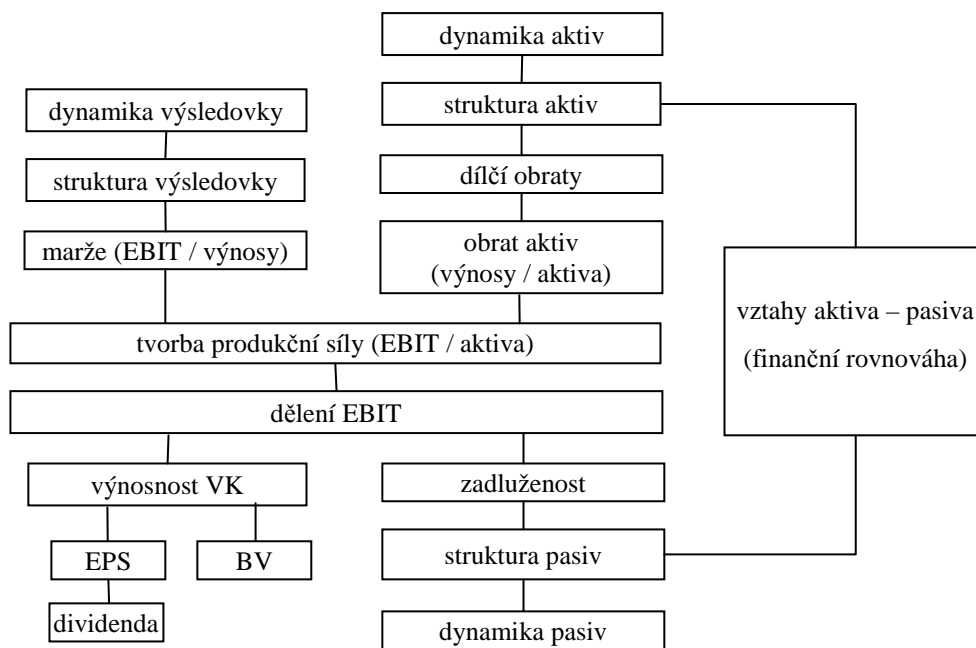 dynamika aktiv
struktura aktiv
dynamika výsledovky
struktura výsledovky
dílčí obraty
marže (EBIT / výnosy)
obrat aktiv
(výnosy / aktiva)
vztahy aktiva – pasiva
(finanční rovnováha)
tvorba produkční síly (EBIT / aktiva)
dělení EBIT
výnosnost VK
zadluženost
EPS
BV
struktura pasiv
dividenda
dynamika pasiv